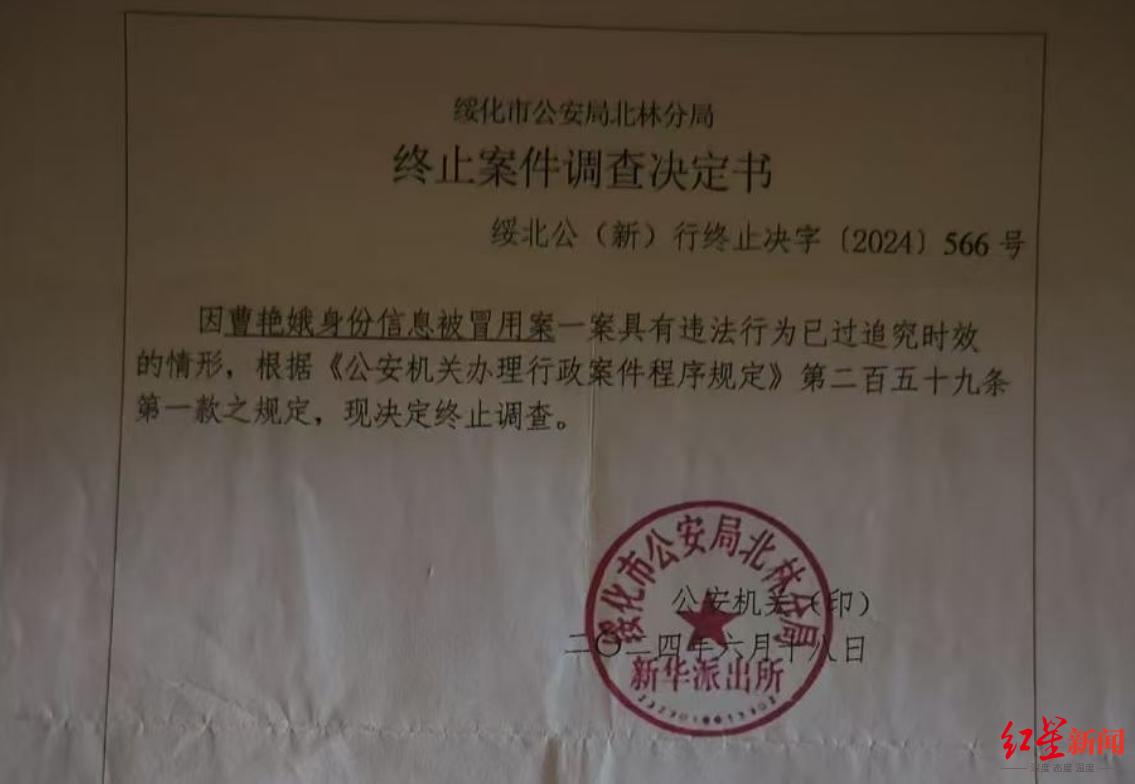 绥化市公安局北林分局
终止案件调查决定书
绥北公（新）行终止决字〔2024〕566号
因曹艳娥身份信息被冒用案一案具有违法行为已过追究时效
的情形，根据《公安机关办理行政案件程序规定》第二百五十九条
第一款之规定，现决定终止调查。
绥化市公安局北林分局
公安机关（印）
二〇二四年六月十八日
新华派出所
红星新闻
深度 态度 温度